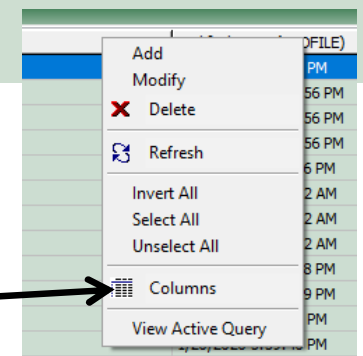 OFILE)
Add
PM
Modify
56 PM
Delete
56 PM
56 PM
Refresh
6 PM
Invert All
2 AM
Select All
2 AM
Unselect All
2 AM
8 PM
Columns
9 PM
PM
View Active Query
PM